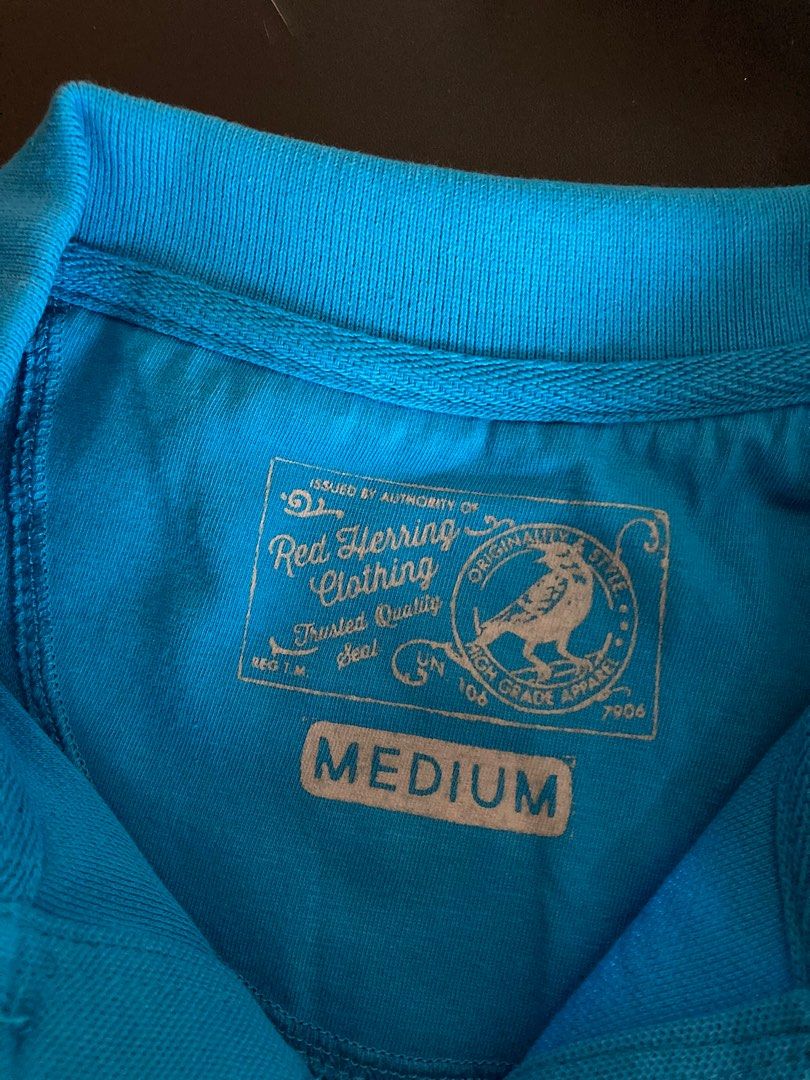 ISSUED BY AUTHORITY OF
Red Herring
Clothing
Trusted Quality
Seal
REG T.M.
UN 106
7906
ORIGINALITY & STYLE
HIGH GRADE APPAREL
MEDIUM